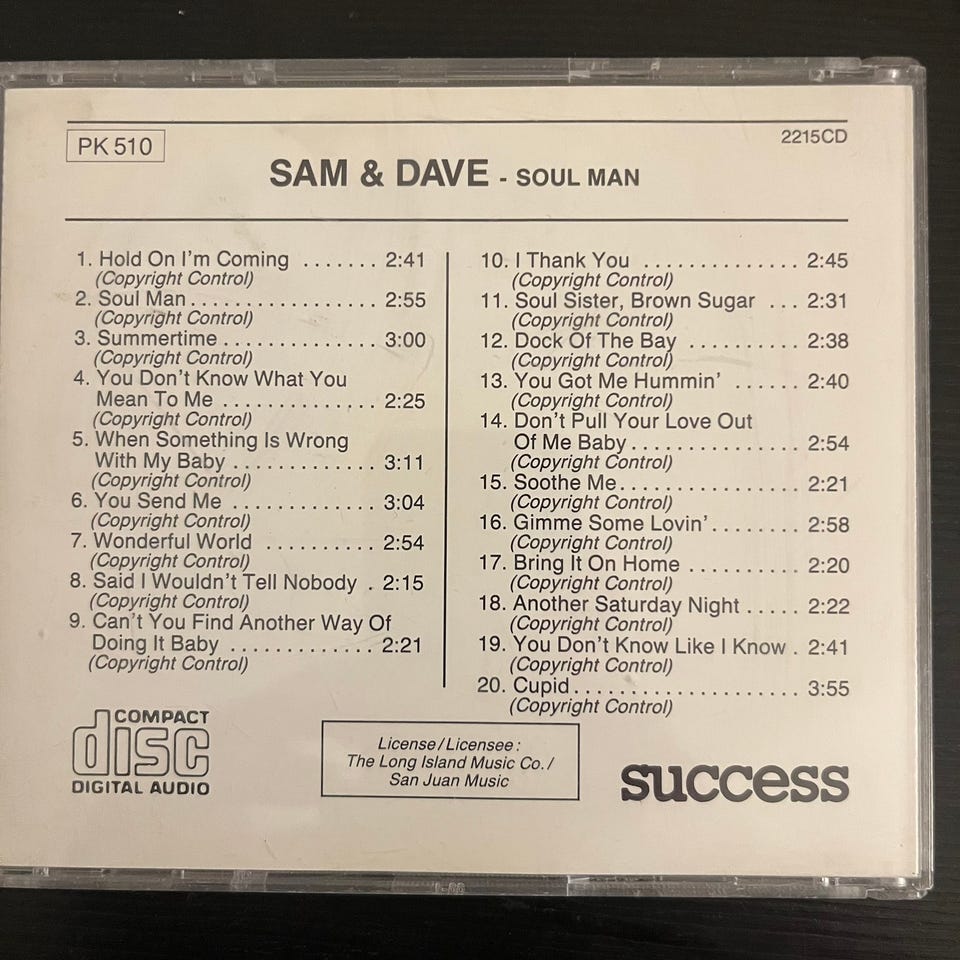 PK 510
2215CD
SAM & DAVE - SOUL MAN
1. Hold On I'm Coming ....... 2:41
(Copyright Control)
2. Soul Man .................. 2:55
(Copyright Control)
3. Summertime ............... 3:00
(Copyright Control)
4. You Don't Know What You
Mean To Me .............. 2:25
(Copyright Control)
5. When Something Is Wrong
With My Baby ............. 3:11
(Copyright Control)
6. You Send Me ............. 3:04
(Copyright Control)
7. Wonderful World .......... 2:54
(Copyright Control)
8. Said I Wouldn't Tell Nobody . 2:15
(Copyright Control)
9. Can't You Find Another Way Of
Doing It Baby ............. 2:21
(Copyright Control)
10. I Thank You .............. 2:45
(Copyright Control)
11. Soul Sister, Brown Sugar ... 2:31
(Copyright Control)
12. Dock Of The Bay .......... 2:38
(Copyright Control)
13. You Got Me Hummin' ...... 2:40
(Copyright Control)
14. Don't Pull Your Love Out
Of Me Baby ............... 2:54
(Copyright Control)
15. Soothe Me ................ 2:21
(Copyright Control)
16. Gimme Some Lovin' ........ 2:58
(Copyright Control)
17. Bring It On Home .......... 2:20
(Copyright Control)
18. Another Saturday Night ..... 2:22
(Copyright Control)
19. You Don't Know Like I Know . 2:41
(Copyright Control)
20. Cupid ..................... 3:55
(Copyright Control)
COMPACT
disc
DIGITAL AUDIO
License/Licensee:
The Long Island Music Co./
San Juan Music
success